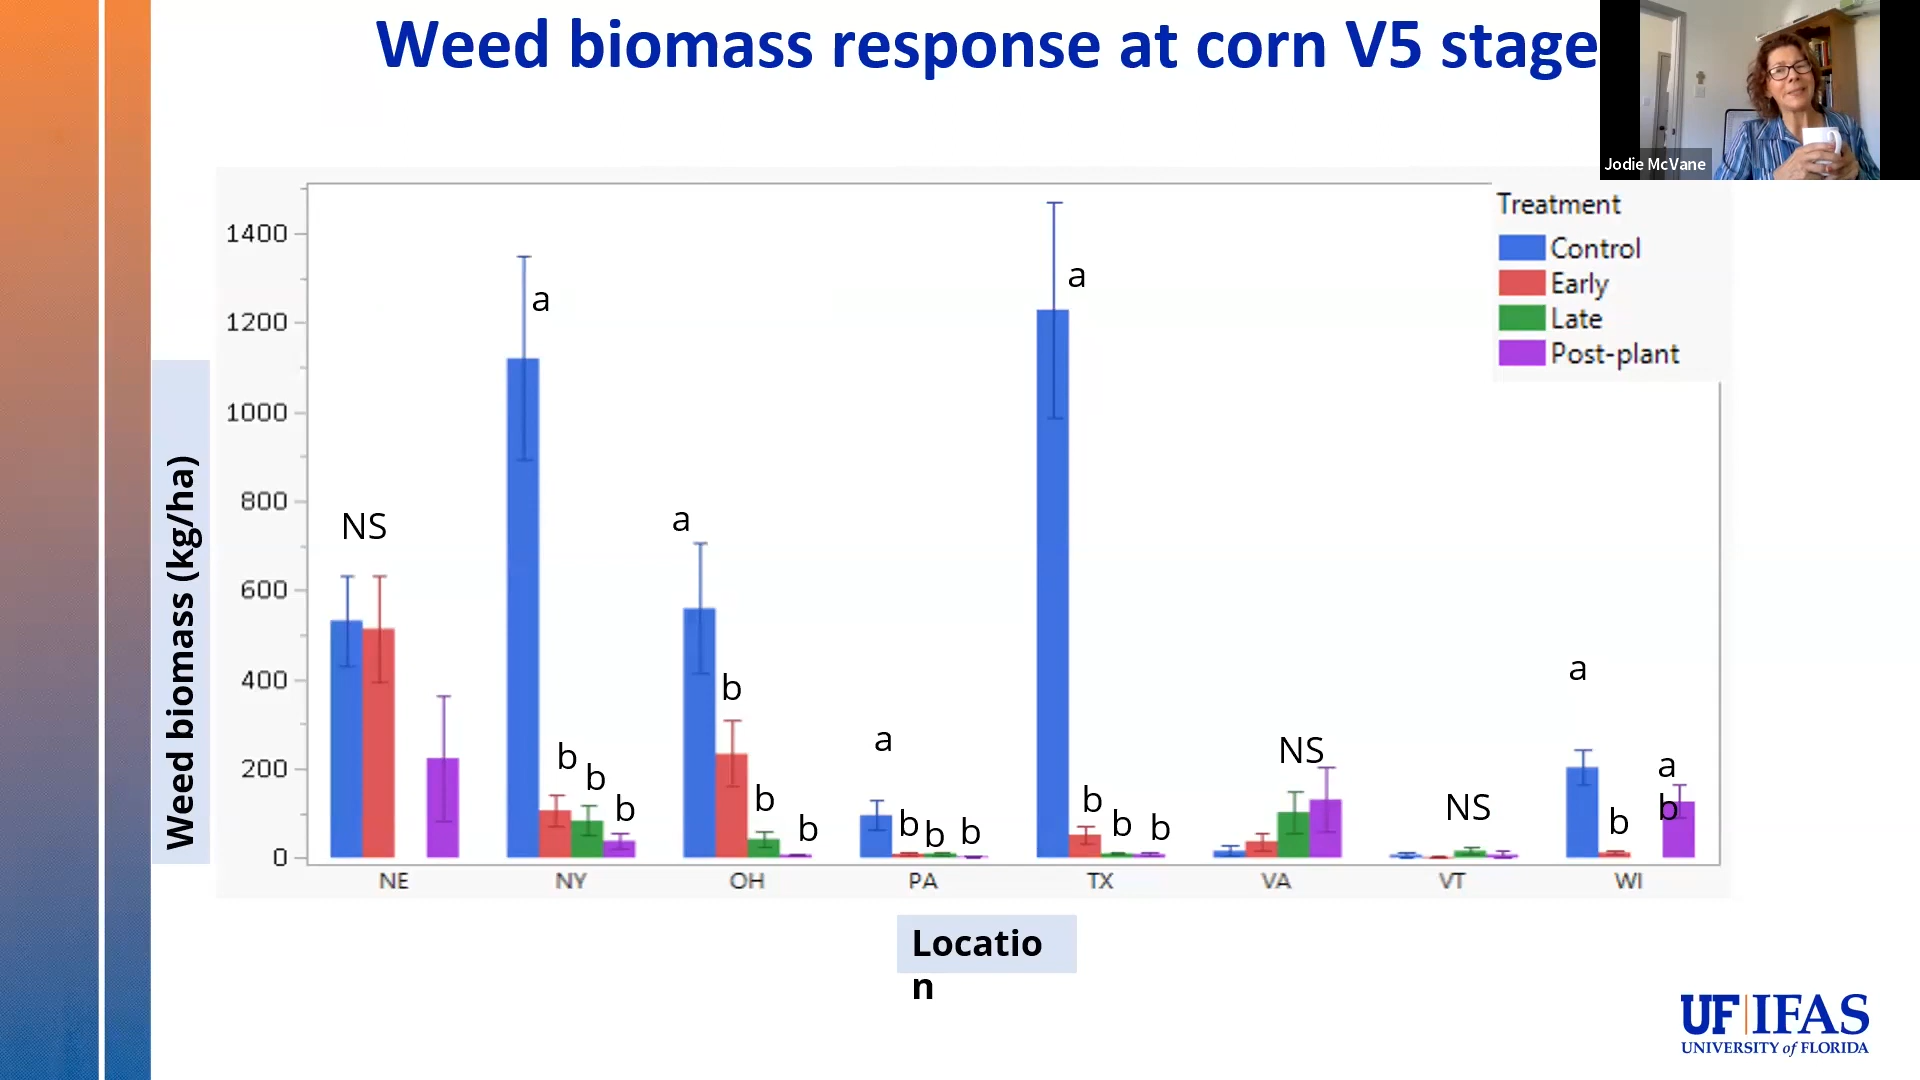 Weed biomass response at corn V5 stage
Jodie McVane
Treatment
Control
Early
Late
Post-plant
Weed biomass (kg/ha)
1400
1200
1000
800
600
400
200
0
NS
a
b
b
b
a
b
b
b
a
b
b
b
a
b
b
b
NS
NS
a
b
a
b
NE
NY
OH
PA
TX
VA
VT
WI
Locatio
n
UF IFAS
UNIVERSITY of FLORIDA